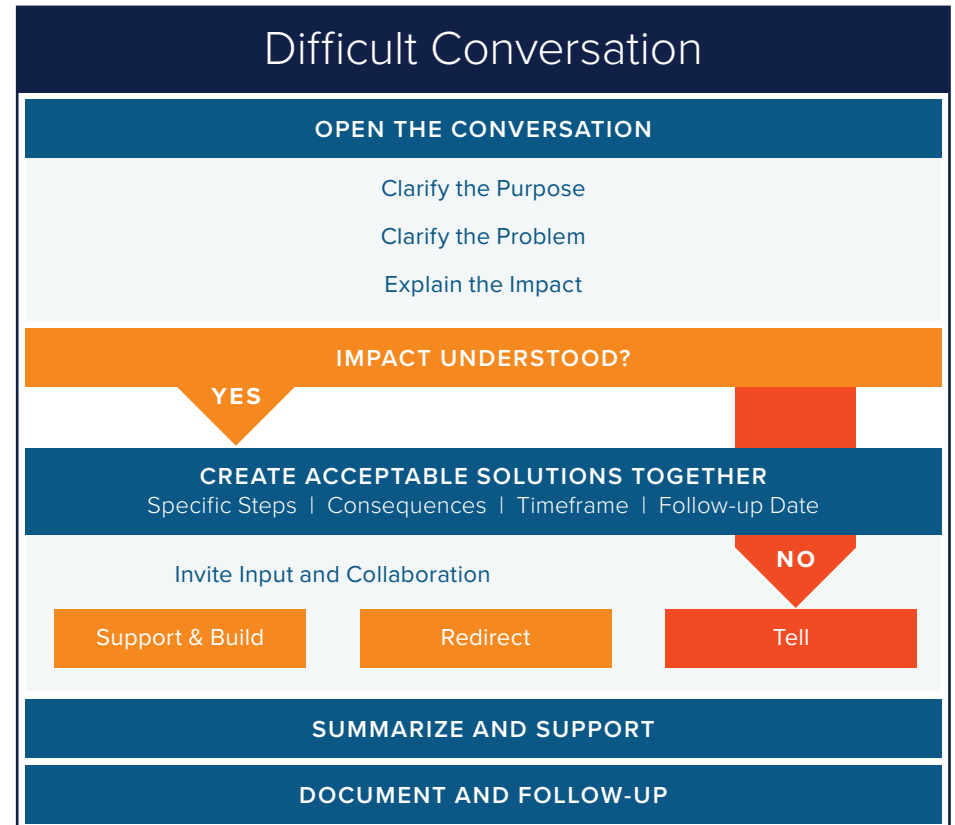 Difficult Conversation
OPEN THE CONVERSATION
Clarify the Purpose
Clarify the Problem
Explain the Impact
IMPACT UNDERSTOOD?
YES
CREATE ACCEPTABLE SOLUTIONS TOGETHER
Specific Steps | Consequences | Timeframe | Follow-up Date
NO
Invite Input and Collaboration
Support & Build
Redirect
Tell
SUMMARIZE AND SUPPORT
DOCUMENT AND FOLLOW-UP